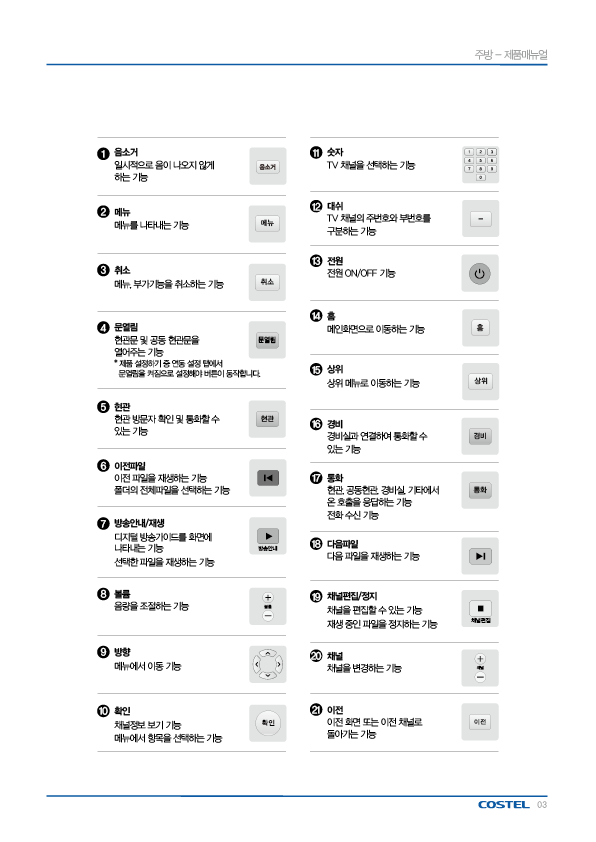 주방 - 제품매뉴얼
1 음소거
일시적으로 음이 나오지 않게
하는 기능
음소거
2 메뉴
메뉴를 나타내는 기능
메뉴
3 취소
메뉴, 부가기능을 취소하는 기능
취소
4 문열림
현관문 및 공동 현관문을
열어주는 기능
* 제품 설정하기 중 연동 설정 탭에서
문열림을 켜짐으로 설정해야 버튼이 동작합니다.
문열림
5 현관
현관 방문자 확인 및 통화할 수
있는 기능
현관
6 이전파일
이전 파일을 재생하는 기능
폴더의 전체파일을 선택하는 기능
7 방송안내/재생
디지털 방송가이드를 화면에
나타내는 기능
선택한 파일을 재생하는 기능
방송안내
8 볼륨
음량을 조절하는 기능
+
볼륨
-
9 방향
메뉴에서 이동 기능
10 확인
채널정보 보기 기능
메뉴에서 항목을 선택하는 기능
확인
11 숫자
TV 채널을 선택하는 기능
1 2 3
4 5 6
7 8 9
0
12 대쉬
TV 채널의 주번호와 부번호를
구분하는 기능
-
13 전원
전원 ON/OFF 기능
14 홈
메인화면으로 이동하는 기능
홈
15 상위
상위 메뉴로 이동하는 기능
상위
16 경비
경비실과 연결하여 통화할 수
있는 기능
경비
17 통화
현관, 공동현관, 경비실, 기타에서
온 호출을 응답하는 기능
전화 수신 기능
통화
18 다음파일
다음 파일을 재생하는 기능
19 채널편집/정지
채널을 편집할 수 있는 기능
재생 중인 파일을 정지하는 기능
채널편집
20 채널
채널을 변경하는 기능
+
채널
-
21 이전
이전 화면 또는 이전 채널로
돌아가는 기능
이전
COSTEL 03